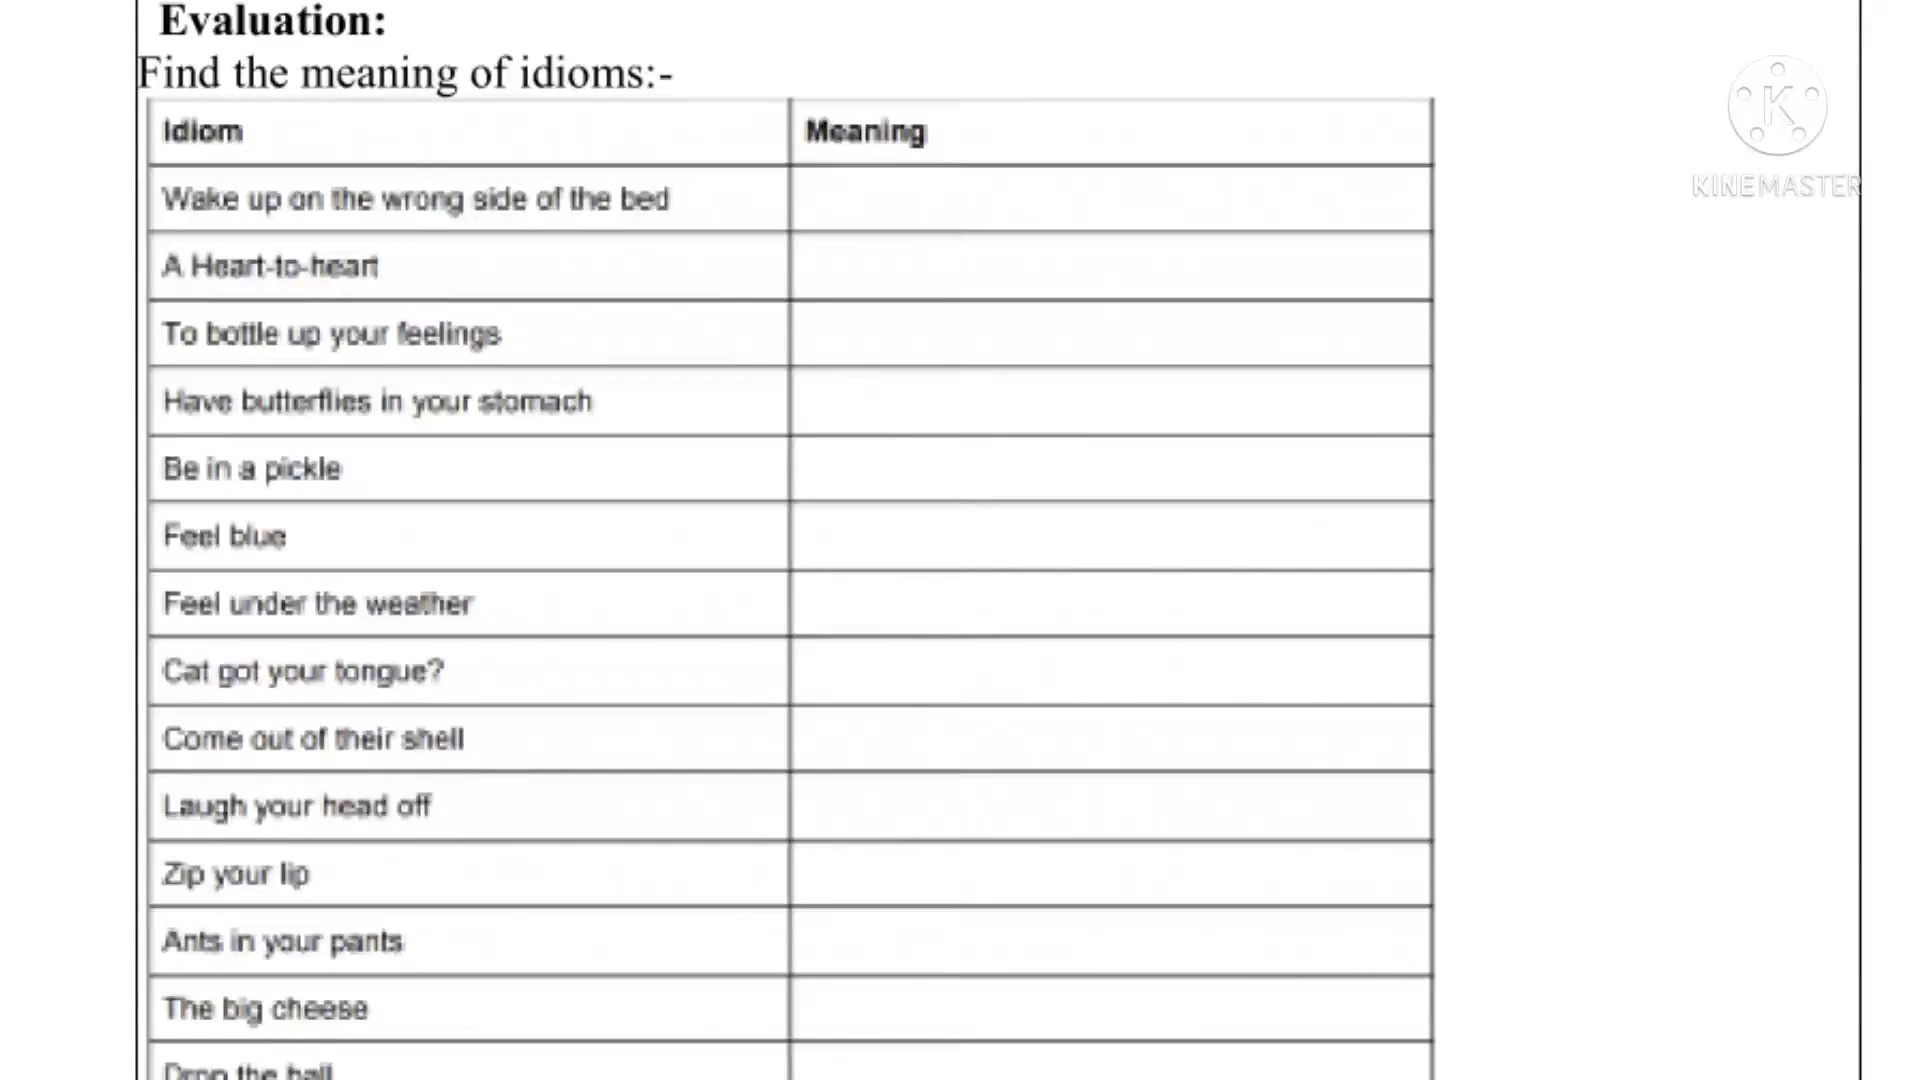 Evaluation:
Find the meaning of idioms:-
Idiom Meaning
Wake up on the wrong side of the bed
A Heart-to-heart
To bottle up your feelings
Have butterflies in your stomach
Be in a pickle
Feel blue
Feel under the weather
Cat got your tongue?
Come out of their shell
Laugh your head off
Zip your lip
Ants in your pants
The big cheese
Drop the ball
K
KINEMASTER